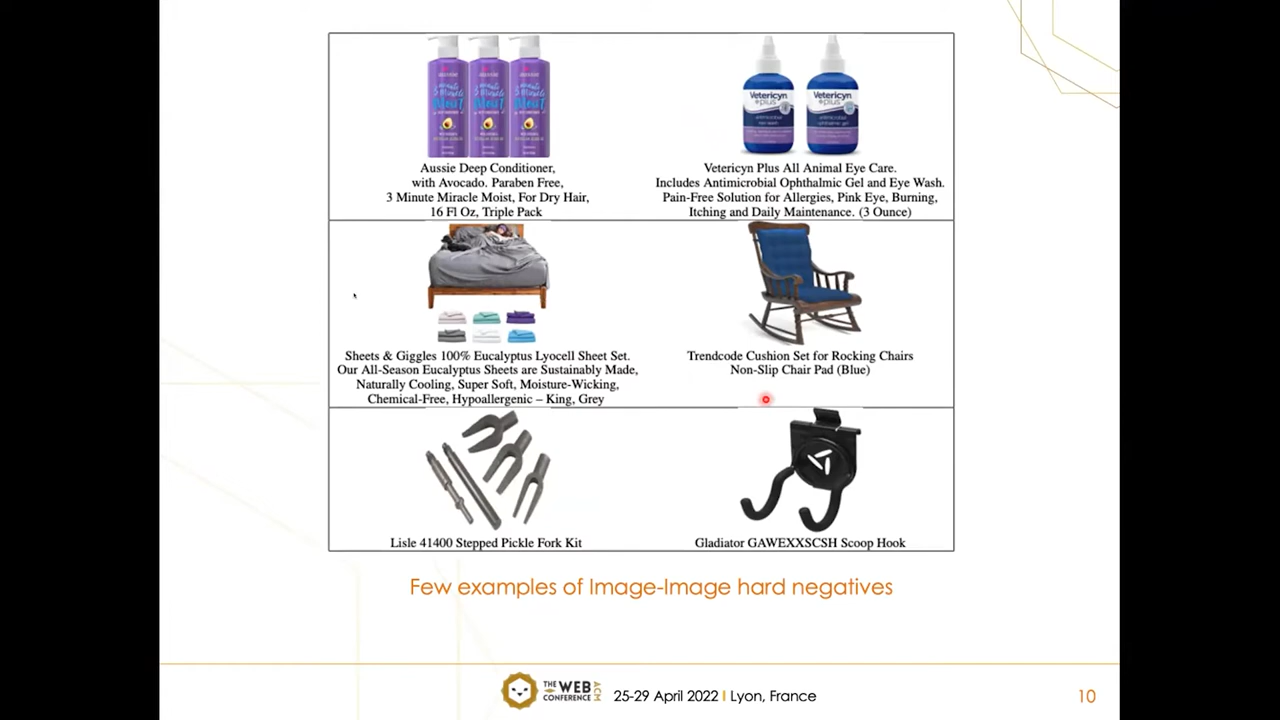 Aussie Deep Conditioner,
with Avocado. Paraben Free,
3 Minute Miracle Moist, For Dry Hair,
16 Fl Oz, Triple Pack
Vetericyn
plus
Vetericyn
plus
Vetericyn Plus All Animal Eye Care.
Includes Antimicrobial Ophthalmic Gel and Eye Wash.
Pain-Free Solution for Allergies, Pink Eye, Burning,
Itching and Daily Maintenance. (3 Ounce)
Sheets & Giggles 100% Eucalyptus Lyocell Sheet Set.
Our All-Season Eucalyptus Sheets are Sustainably Made,
Naturally Cooling, Super Soft, Moisture-Wicking,
Chemical-Free, Hypoallergenic – King, Grey
Trendcode Cushion Set for Rocking Chairs
Non-Slip Chair Pad (Blue)
Lisle 41400 Stepped Pickle Fork Kit
Gladiator GAWEXXSCSH Scoop Hook
Few examples of Image-Image hard negatives
THE WEB
CONFERENCE
ACM
25-29 April 2022 I Lyon, France
10